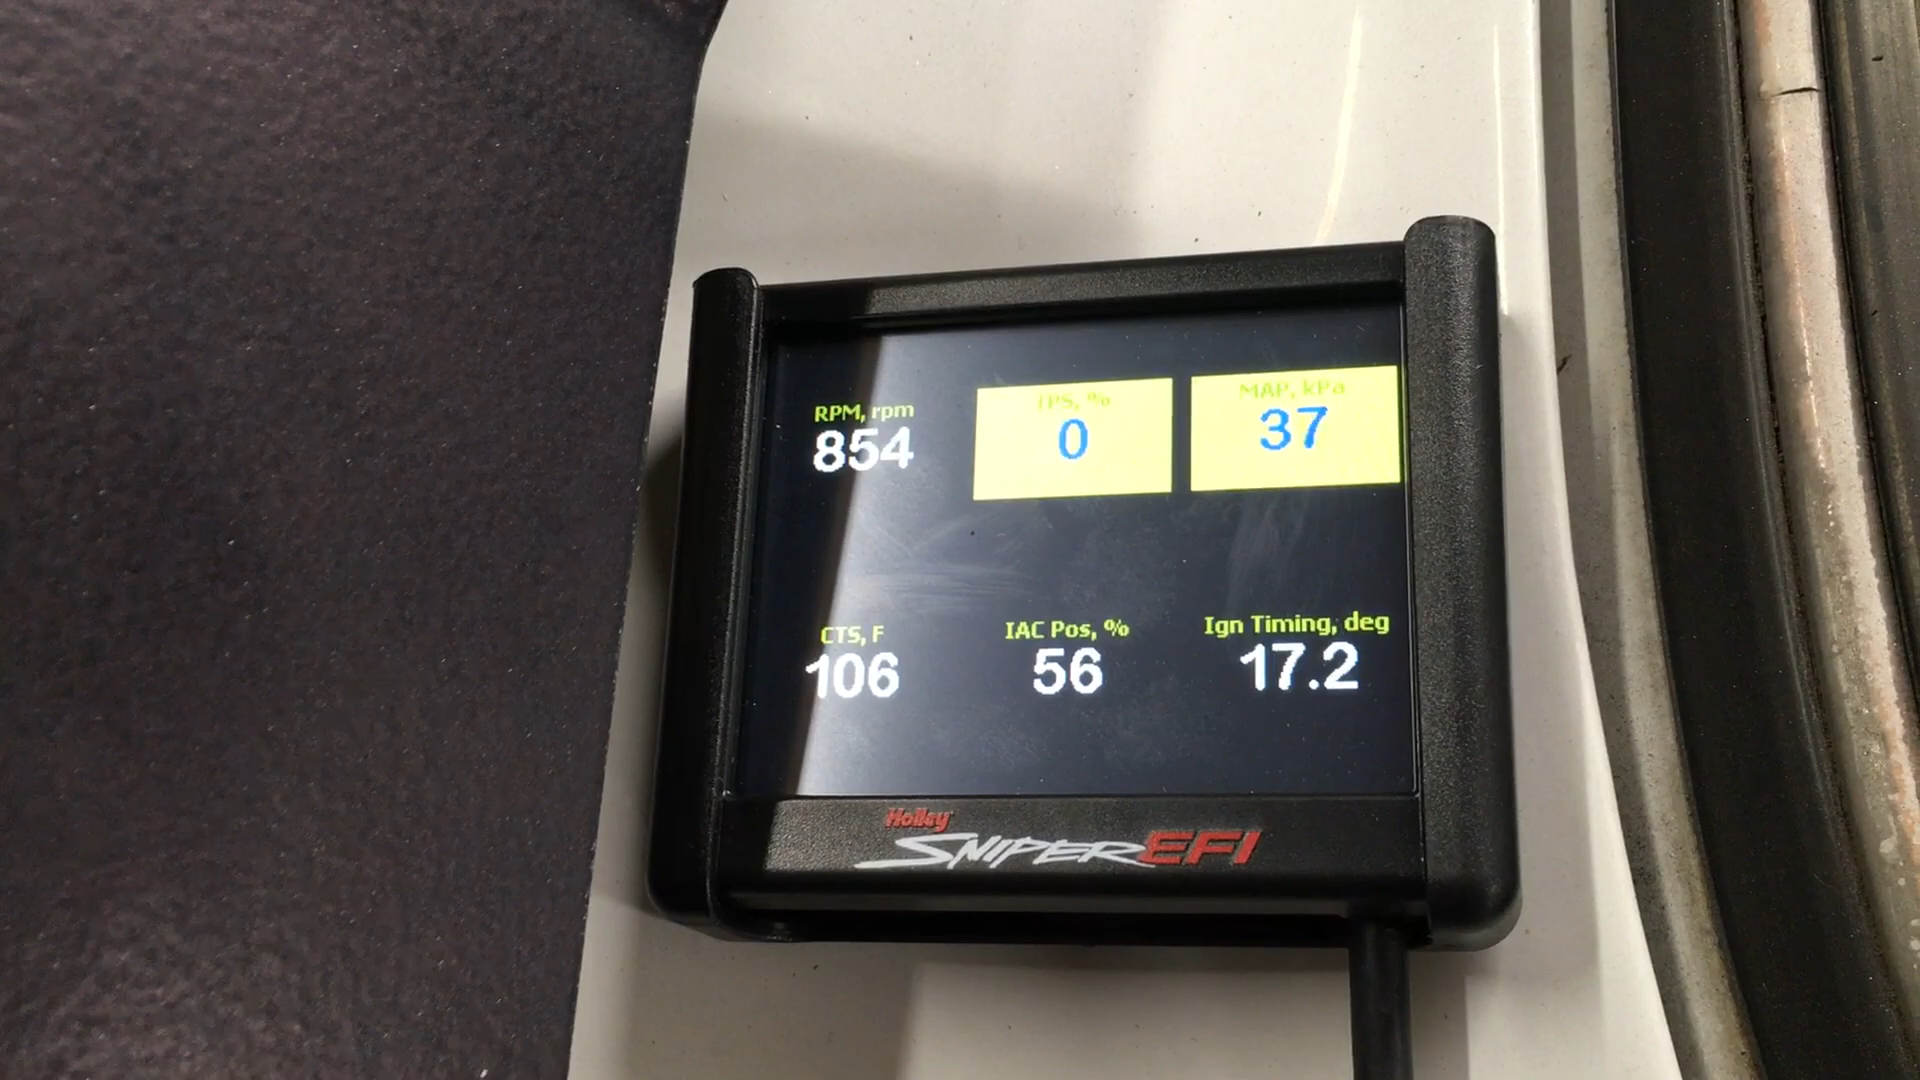 RPM, rpm
854
TPS, %
0
MAP, kPa
37
CTS, F
106
IAC Pos, %
56
Ign Timing, deg
17.2
Holley
SNIPER EFI